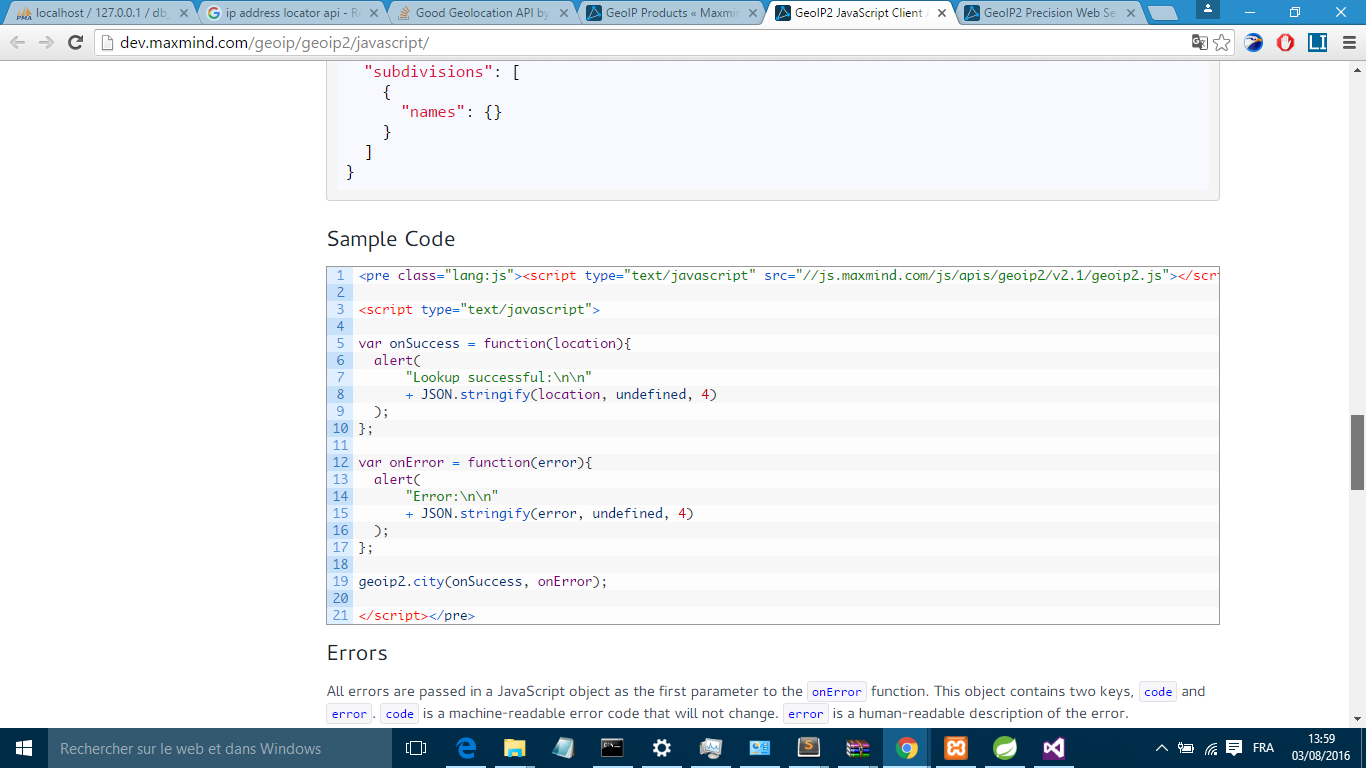 localhost / 127.0.0.1 / db_
ip address locator api - R
Good Geolocation API by
GeoIP Products « Maxmi
GeoIP2 JavaScript Client
GeoIP2 Precision Web Se
dev.maxmind.com/geoip/geoip2/javascript/
"subdivisions": [
{
"names": {}
}
]
}
Sample Code
1 <pre class="lang:js"><script type="text/javascript" src="//js.maxmind.com/js/apis/geoip2/v2.1/geoip2.js"></scri
2
3 <script type="text/javascript">
4
5 var onSuccess = function(location){
6 alert(
7 "Lookup successful:\n\n"
8 + JSON.stringify(location, undefined, 4)
9 );
10 };
11
12 var onError = function(error){
13 alert(
14 "Error:\n\n"
15 + JSON.stringify(error, undefined, 4)
16 );
17 };
18
19 geoip2.city(onSuccess, onError);
20
21 </script></pre>
Errors
All errors are passed in a JavaScript object as the first parameter to the onError function. This object contains two keys, code and
error. code is a machine-readable error code that will not change. error is a human-readable description of the error.
Rechercher sur le web et dans Windows
FRA
13:59
03/08/2016